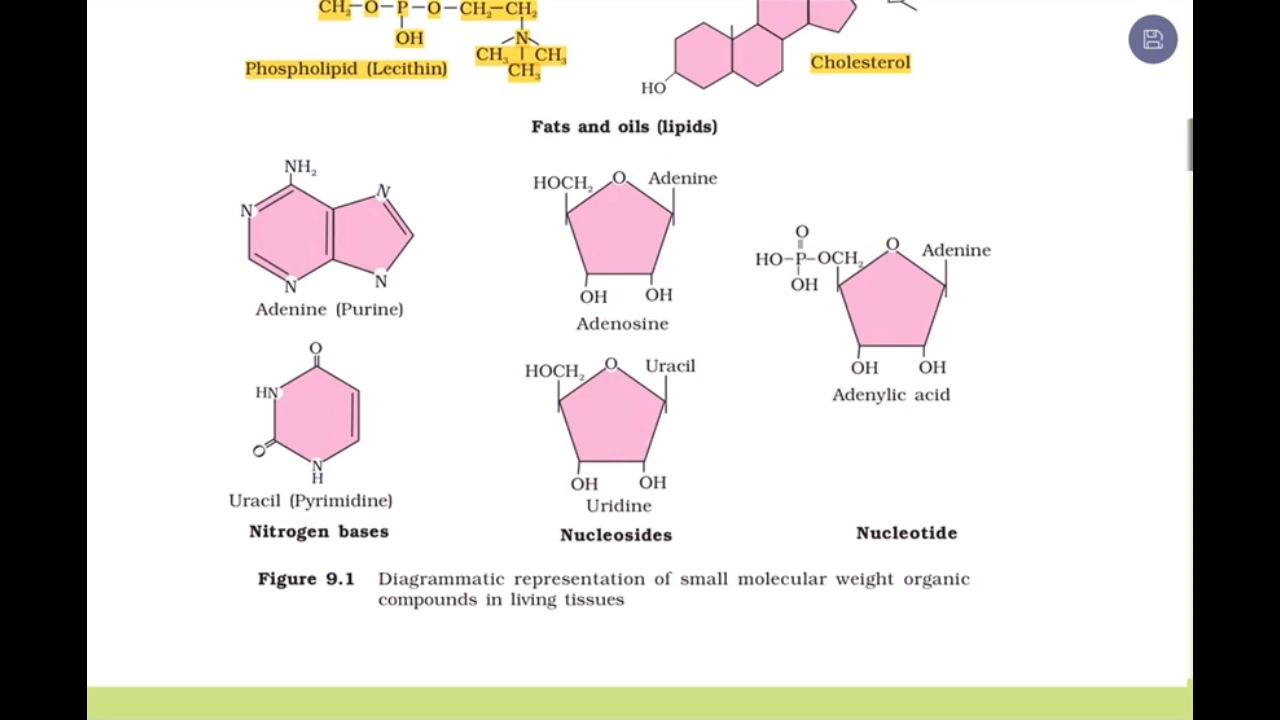 CH₂–O–P–O–CH₂–CH₂
OH
N
CH₃ CH₃
CH₃
Phospholipid (Lecithin)
HO
Cholesterol
Fats and oils (lipids)
NH₂
N
N
N
N
Adenine (Purine)
HOCH₂ O Adenine
OH OH
Adenosine
O
HO–P–OCH₂ O Adenine
OH
OH OH
Adenylic acid
O
HN
O
N
H
Uracil (Pyrimidine)
HOCH₂ O Uracil
OH OH
Uridine
Nitrogen bases
Nucleosides
Nucleotide
Figure 9.1 Diagrammatic representation of small molecular weight organic
compounds in living tissues